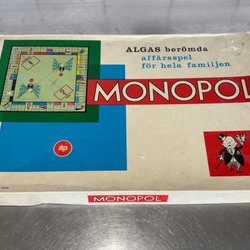 ALGAS berömda
affärsspel
för hela familjen
MONOPOL
MONOPOL